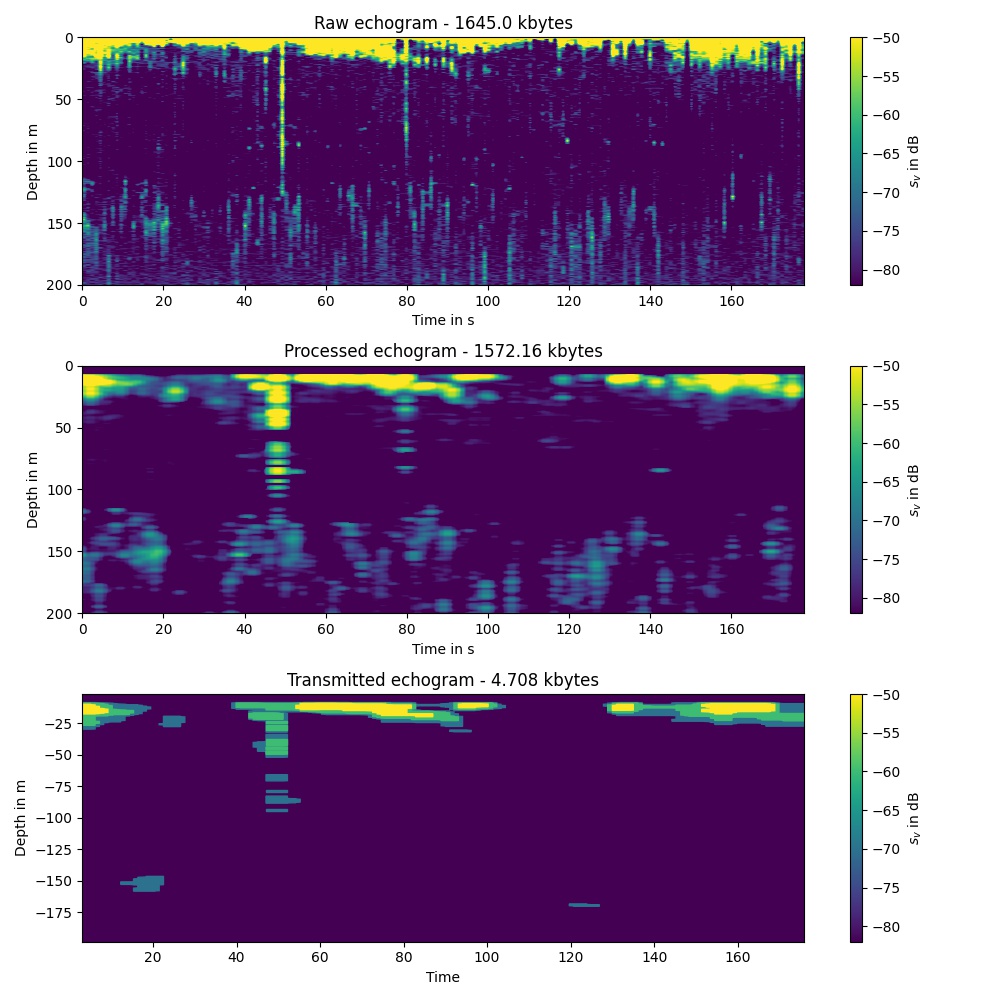 Raw echogram - 1645.0 kbytes
0
50
100
150
200
Depth in m
0 20 40 60 80 100 120 140 160
Time in s
−50
−55
−60
−65
−70
−75
−80
sv in dB
Processed echogram - 1572.16 kbytes
0
50
100
150
200
Depth in m
0 20 40 60 80 100 120 140 160
Time in s
−50
−55
−60
−65
−70
−75
−80
sv in dB
Transmitted echogram - 4.708 kbytes
−25
−50
−75
−100
−125
−150
−175
Depth in m
20 40 60 80 100 120 140 160
Time
−50
−55
−60
−65
−70
−75
−80
sv in dB